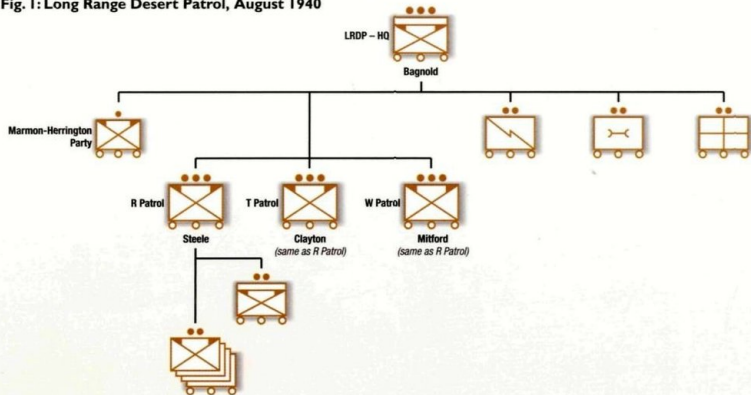 Fig. 1: Long Range Desert Patrol, August 1940
LRDP – HQ
Bagnold
Marmon-Herrington
Party
R Patrol
T Patrol
W Patrol
Steele
Clayton
(same as R Patrol)
Mitford
(same as R Patrol)